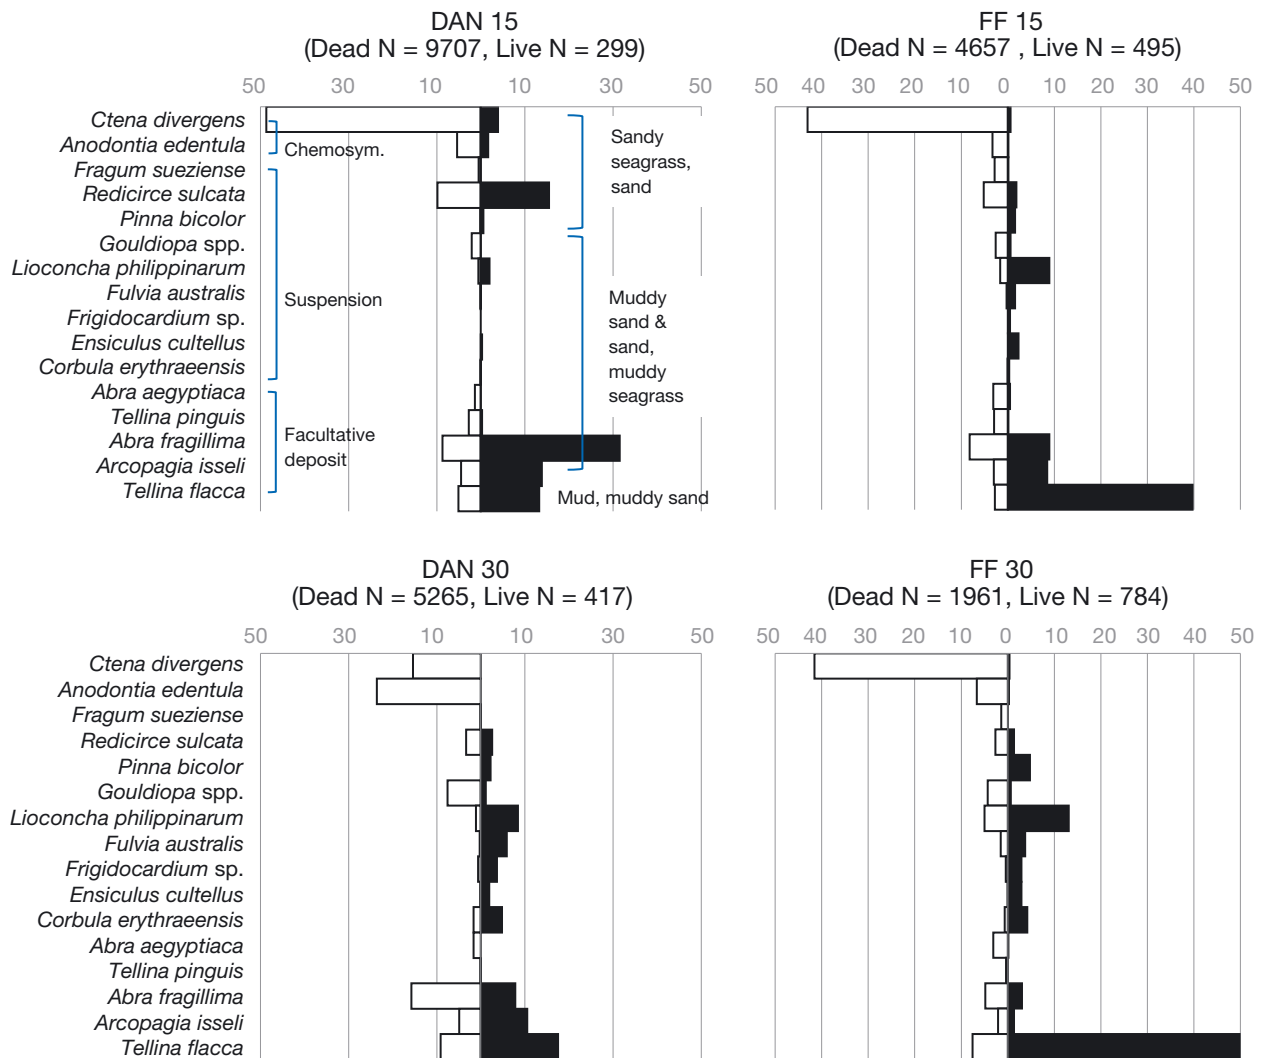 DAN 15
(Dead N = 9707, Live N = 299)
50 30 10 10 30 50
Ctena divergens
Anodontia edentula
Fragum sueziense
Redicirce sulcata
Pinna bicolor
Gouldiopa spp.
Lioconcha philippinarum
Fulvia australis
Frigidocardium sp.
Ensiculus cultellus
Corbula erythraeensis
Abra aegyptiaca
Tellina pinguis
Abra fragillima
Arcopagia isseli
Tellina flacca
Chemosym.
Suspension
Facultative
deposit
Sandy
seagrass,
sand
Muddy
sand &
sand,
muddy
seagrass
Mud, muddy sand
FF 15
(Dead N = 4657 , Live N = 495)
50 40 30 20 10 0 10 20 30 40 50
DAN 30
(Dead N = 5265, Live N = 417)
50 30 10 10 30 50
Ctena divergens
Anodontia edentula
Fragum sueziense
Redicirce sulcata
Pinna bicolor
Gouldiopa spp.
Lioconcha philippinarum
Fulvia australis
Frigidocardium sp.
Ensiculus cultellus
Corbula erythraeensis
Abra aegyptiaca
Tellina pinguis
Abra fragillima
Arcopagia isseli
Tellina flacca
FF 30
(Dead N = 1961, Live N = 784)
50 40 30 20 10 0 10 20 30 40 50